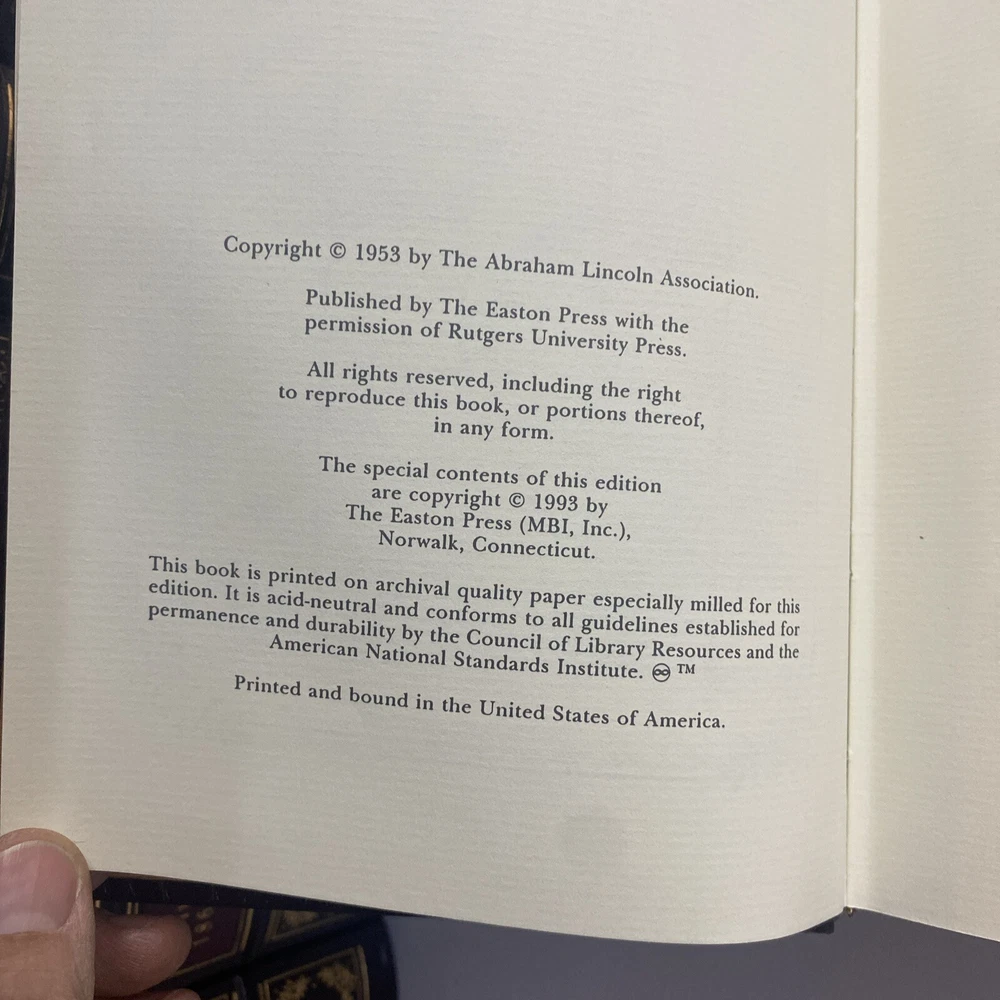 Copyright © 1953 by The Abraham Lincoln Association.
Published by The Easton Press with the
permission of Rutgers University Press.
All rights reserved, including the right
to reproduce this book, or portions thereof,
in any form.
The special contents of this edition
are copyright © 1993 by
The Easton Press (MBI, Inc.),
Norwalk, Connecticut.
This book is printed on archival quality paper especially milled for this
edition. It is acid-neutral and conforms to all guidelines established for
permanence and durability by the Council of Library Resources and the
American National Standards Institute. ♾ ™
Printed and bound in the United States of America.